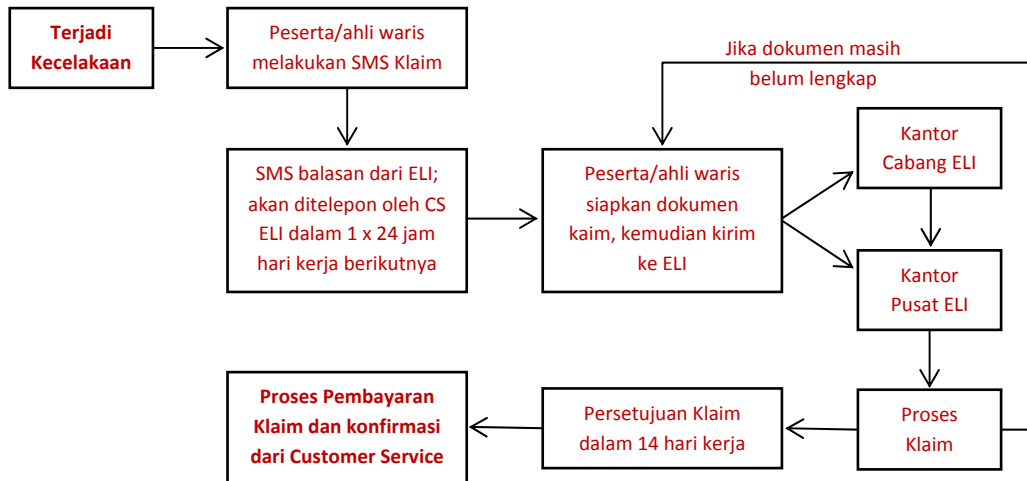 Terjadi
Kecelakaan
Peserta/ahli waris
melakukan SMS Klaim
Jika dokumen masih
belum lengkap
SMS balasan dari ELI;
akan ditelepon oleh CS
ELI dalam 1 x 24 jam
hari kerja berikutnya
Peserta/ahli waris
siapkan dokumen
kaim, kemudian kirim
ke ELI
Kantor
Cabang ELI
Kantor
Pusat ELI
Proses
Klaim
Persetujuan Klaim
dalam 14 hari kerja
Proses Pembayaran
Klaim dan konfirmasi
dari Customer Service